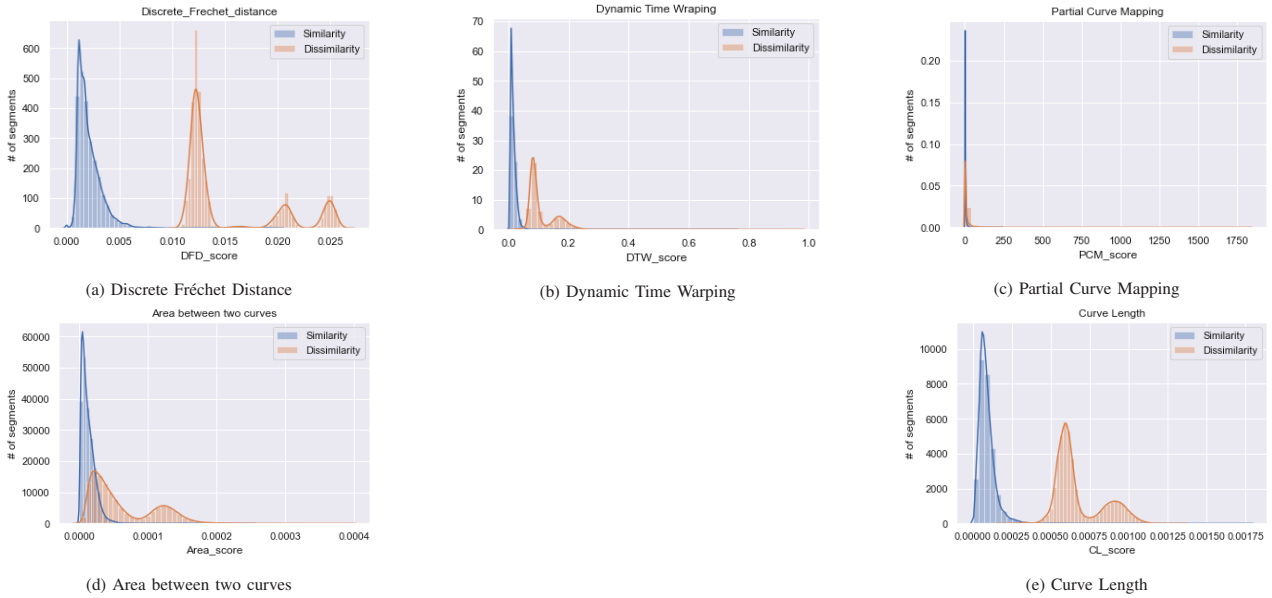 Discrete_Frechet_distance
600
500
400
300
200
100
0
# of segments
Similarity
Dissimilarity
0.000 0.005 0.010 0.015 0.020 0.025
DFD_score
(a) Discrete Fréchet Distance
Dynamic Time Wraping
70
60
50
40
30
20
10
0
# of segments
Similarity
Dissimilarity
0.0 0.2 0.4 0.6 0.8 1.0
DTW_score
(b) Dynamic Time Warping
Partial Curve Mapping
0.20
0.15
0.10
0.05
0.00
# of segments
Similarity
Dissimilarity
0 250 500 750 1000 1250 1500 1750
PCM_score
(c) Partial Curve Mapping
Area between two curves
60000
50000
40000
30000
20000
10000
0
# of segments
Similarity
Dissimilarity
0.0000 0.0001 0.0002 0.0003 0.0004
Area_score
(d) Area between two curves
Curve Length
10000
8000
6000
4000
2000
0
# of segments
Similarity
Dissimilarity
0.00000 0.00025 0.00050 0.00075 0.00100 0.00125 0.00150 0.00175
CL_score
(e) Curve Length